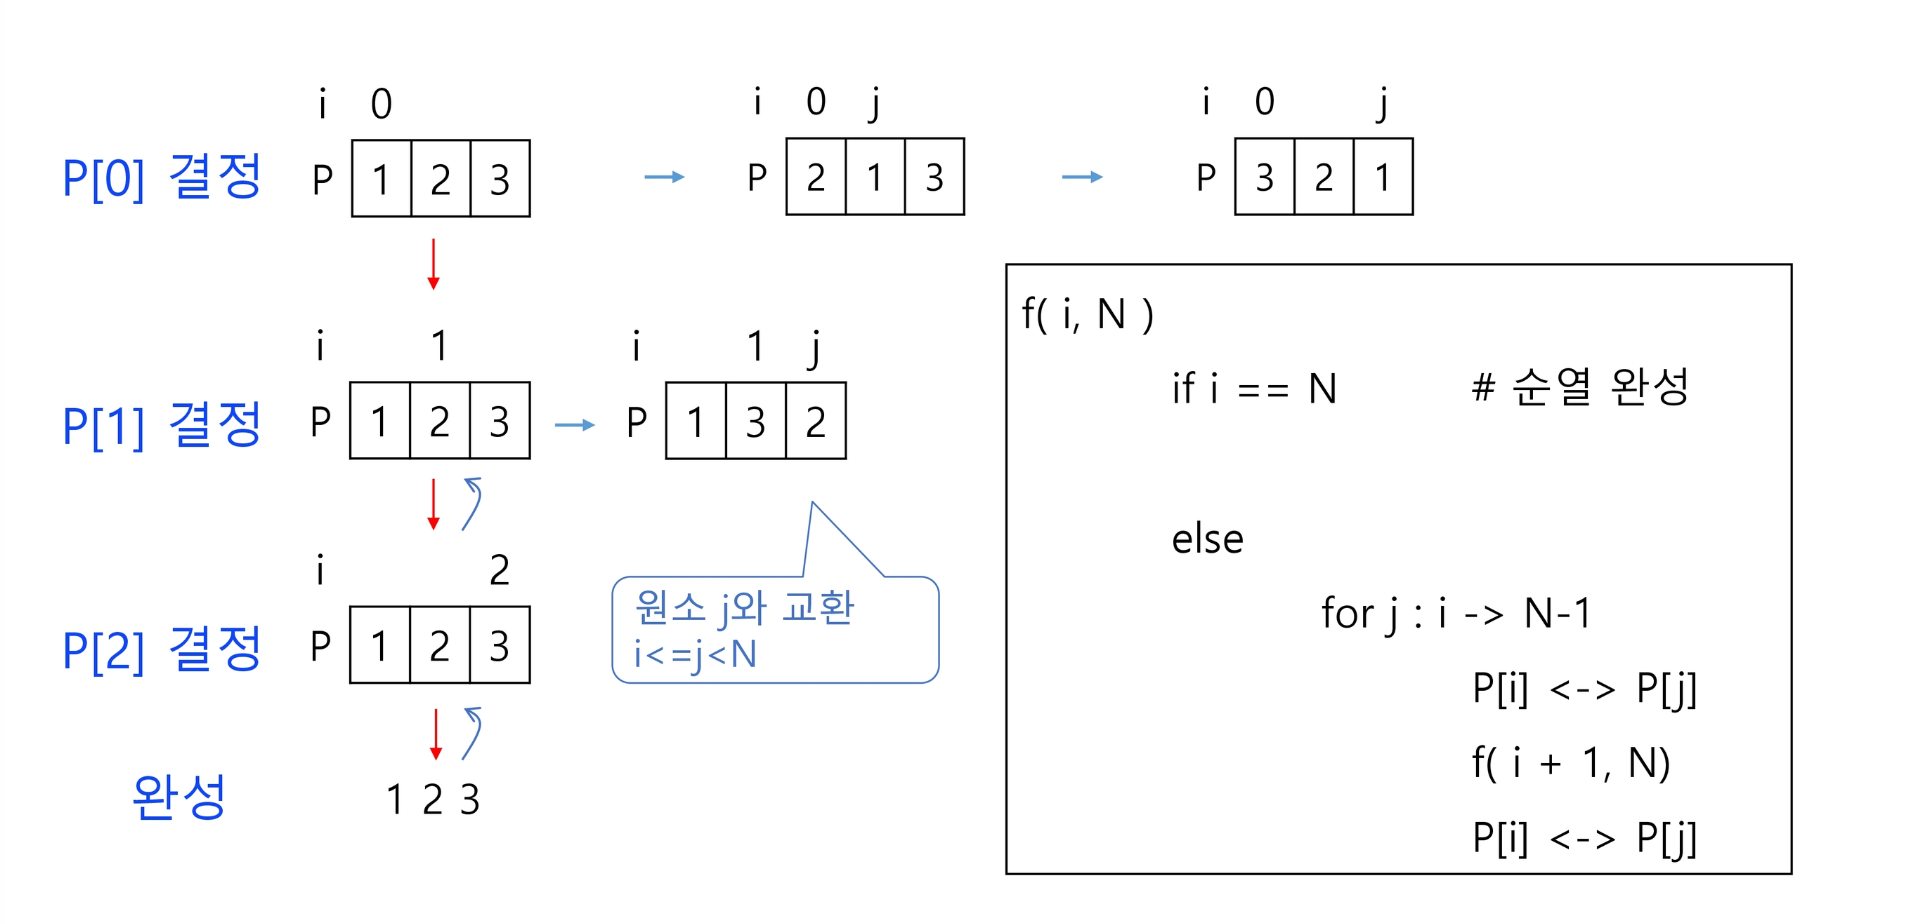 i 0
P[0] 결정 P 1 2 3
i 0 j
P 2 1 3
i 0 j
P 3 2 1
i 1
P[1] 결정 P 1 2 3
i 1 j
P 1 3 2
원소 j와 교환
i<=j<N
i 2
P[2] 결정 P 1 2 3
완성 1 2 3
f( i, N )
if i == N # 순열 완성
else
for j : i -> N-1
P[i] <-> P[j]
f( i + 1, N)
P[i] <-> P[j]